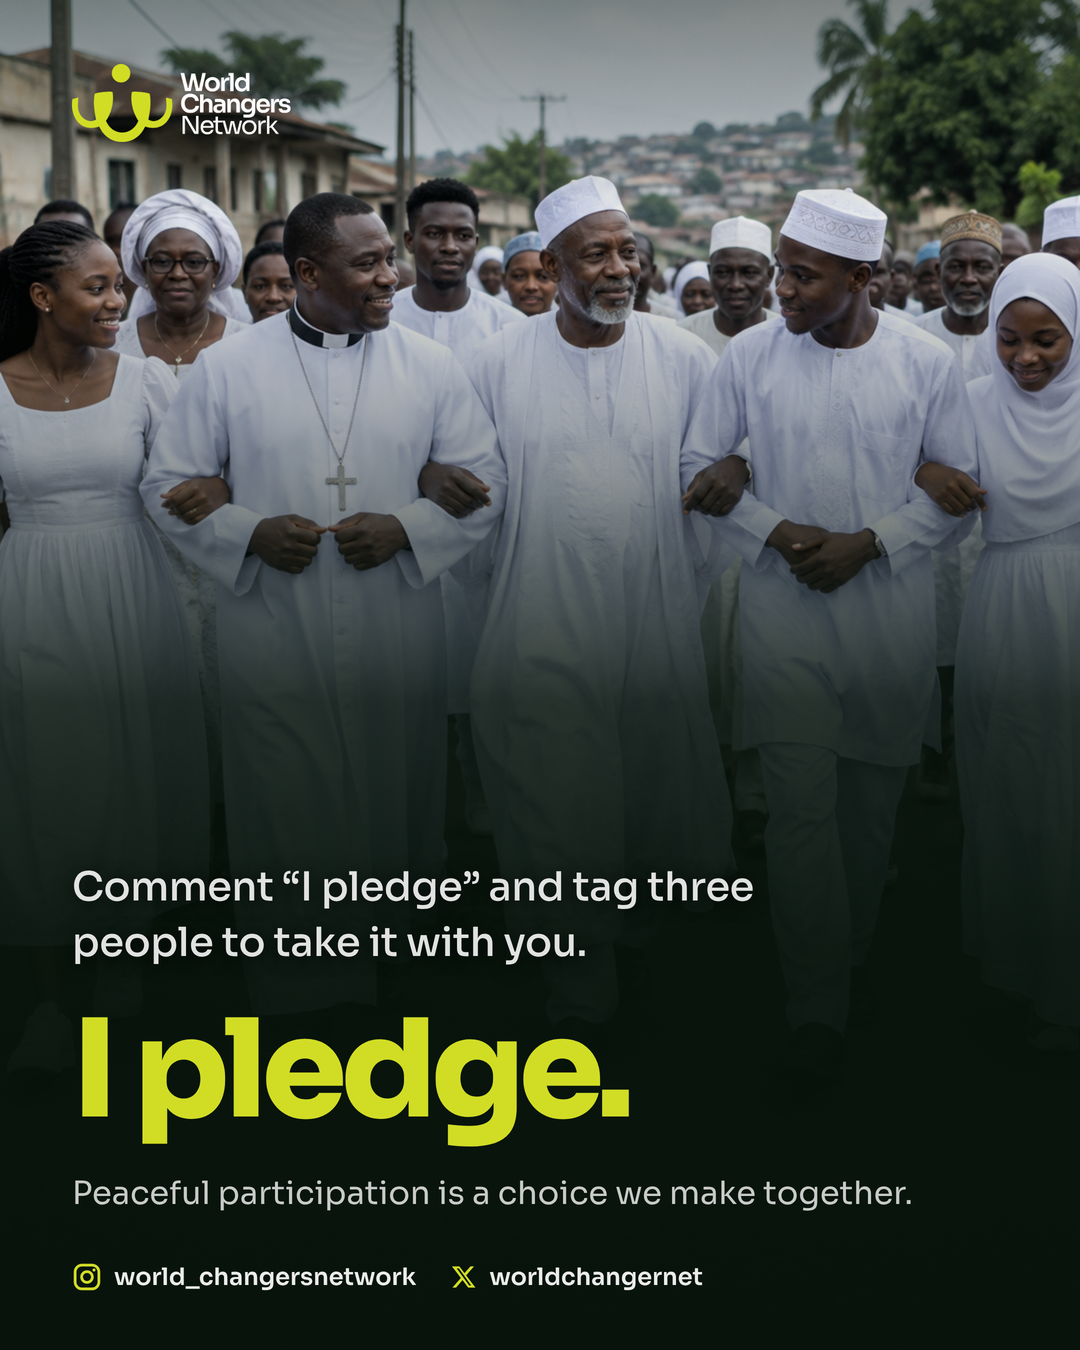 World
Changers
Network
Comment “I pledge” and tag three
people to take it with you.
I pledge.
Peaceful participation is a choice we make together.
world_changersnetwork worldchangernet